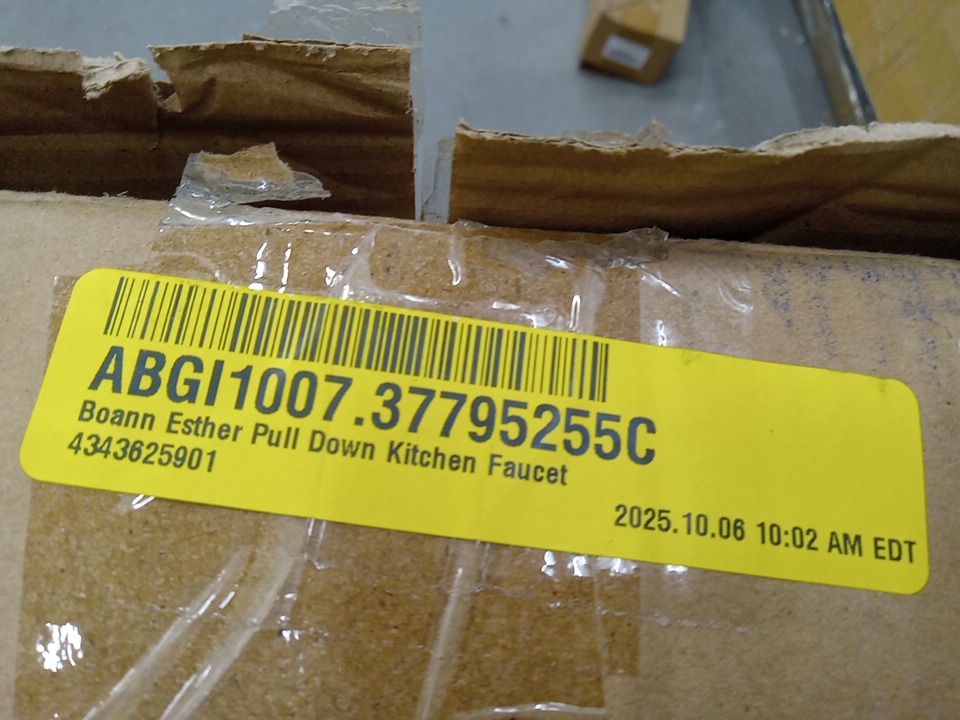 ABGI1007.37795255C
Boann Esther Pull Down Kitchen Faucet
4343625901
2025.10.06 10:02 AM EDT